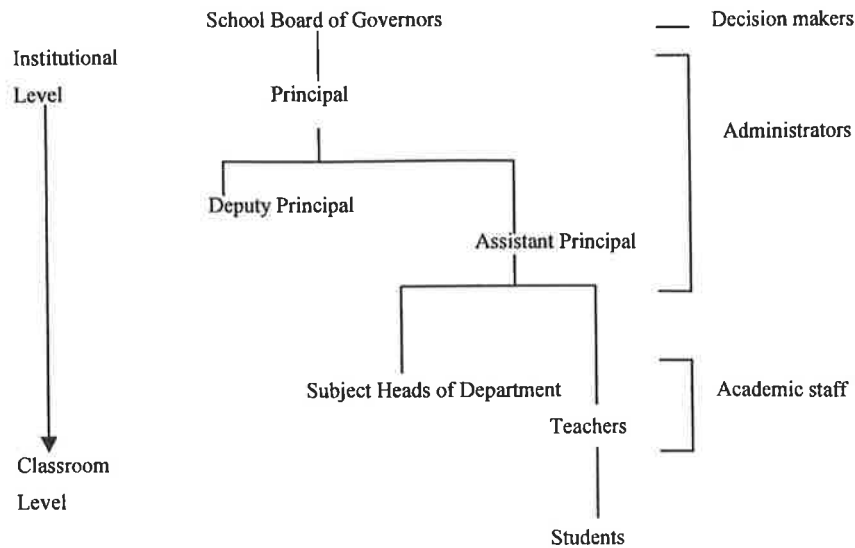 School Board of Governors
Decision makers
Institutional
Level
Principal
Administrators
Deputy Principal
Assistant Principal
Subject Heads of Department
Academic staff
Teachers
Classroom
Level
Students